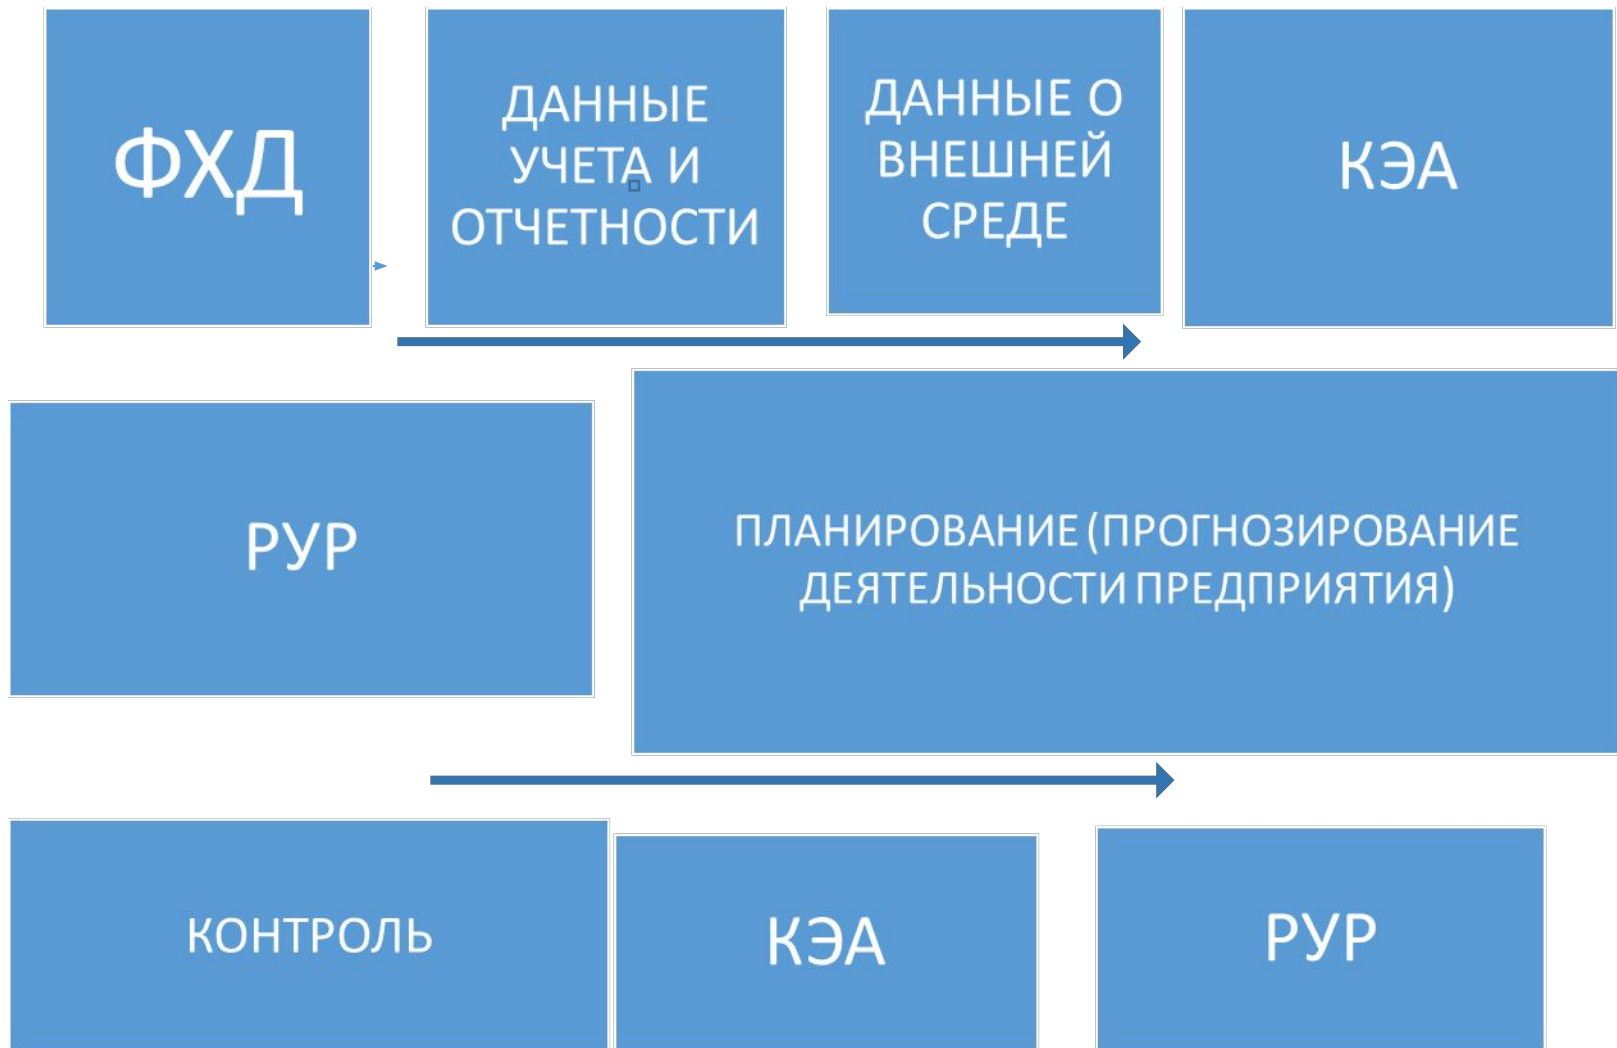 ФХД
ДАННЫЕ
УЧЕТА И
ОТЧЕТНОСТИ
ДАННЫЕ О
ВНЕШНЕЙ
СРЕДЕ
КЭА
РУР
ПЛАНИРОВАНИЕ (ПРОГНОЗИРОВАНИЕ
ДЕЯТЕЛЬНОСТИ ПРЕДПРИЯТИЯ)
КОНТРОЛЬ
КЭА
РУР